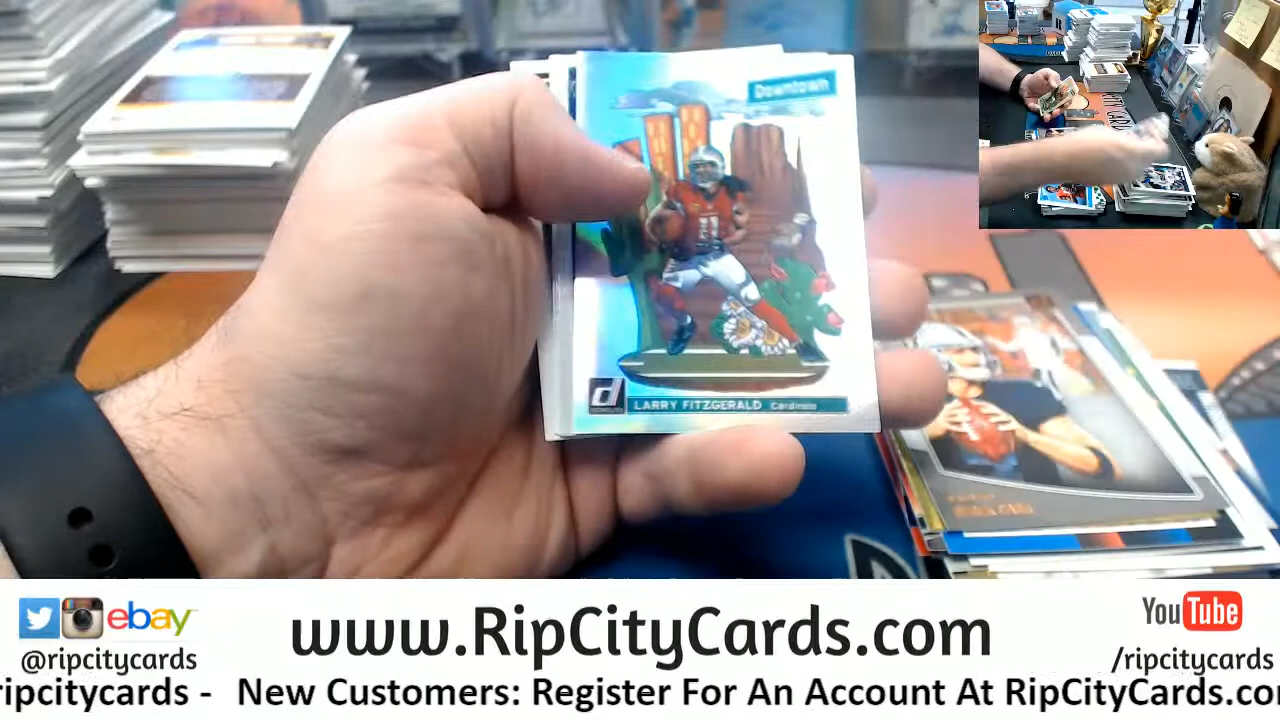 Downtown
11
LARRY FITZGERALD Cardinals
ebay
www.RipCityCards.com
YouTube
@ripcitycards
/ripcitycards
ripcitycards - New Customers: Register For An Account At RipCityCards.co